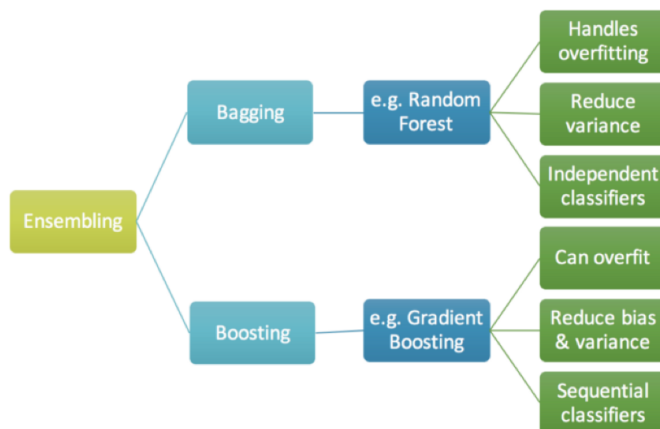 Ensembling
Bagging
e.g. Random
Forest
Handles
overfitting
Reduce
variance
Independent
classifiers
Boosting
e.g. Gradient
Boosting
Can overfit
Reduce bias
& variance
Sequential
classifiers